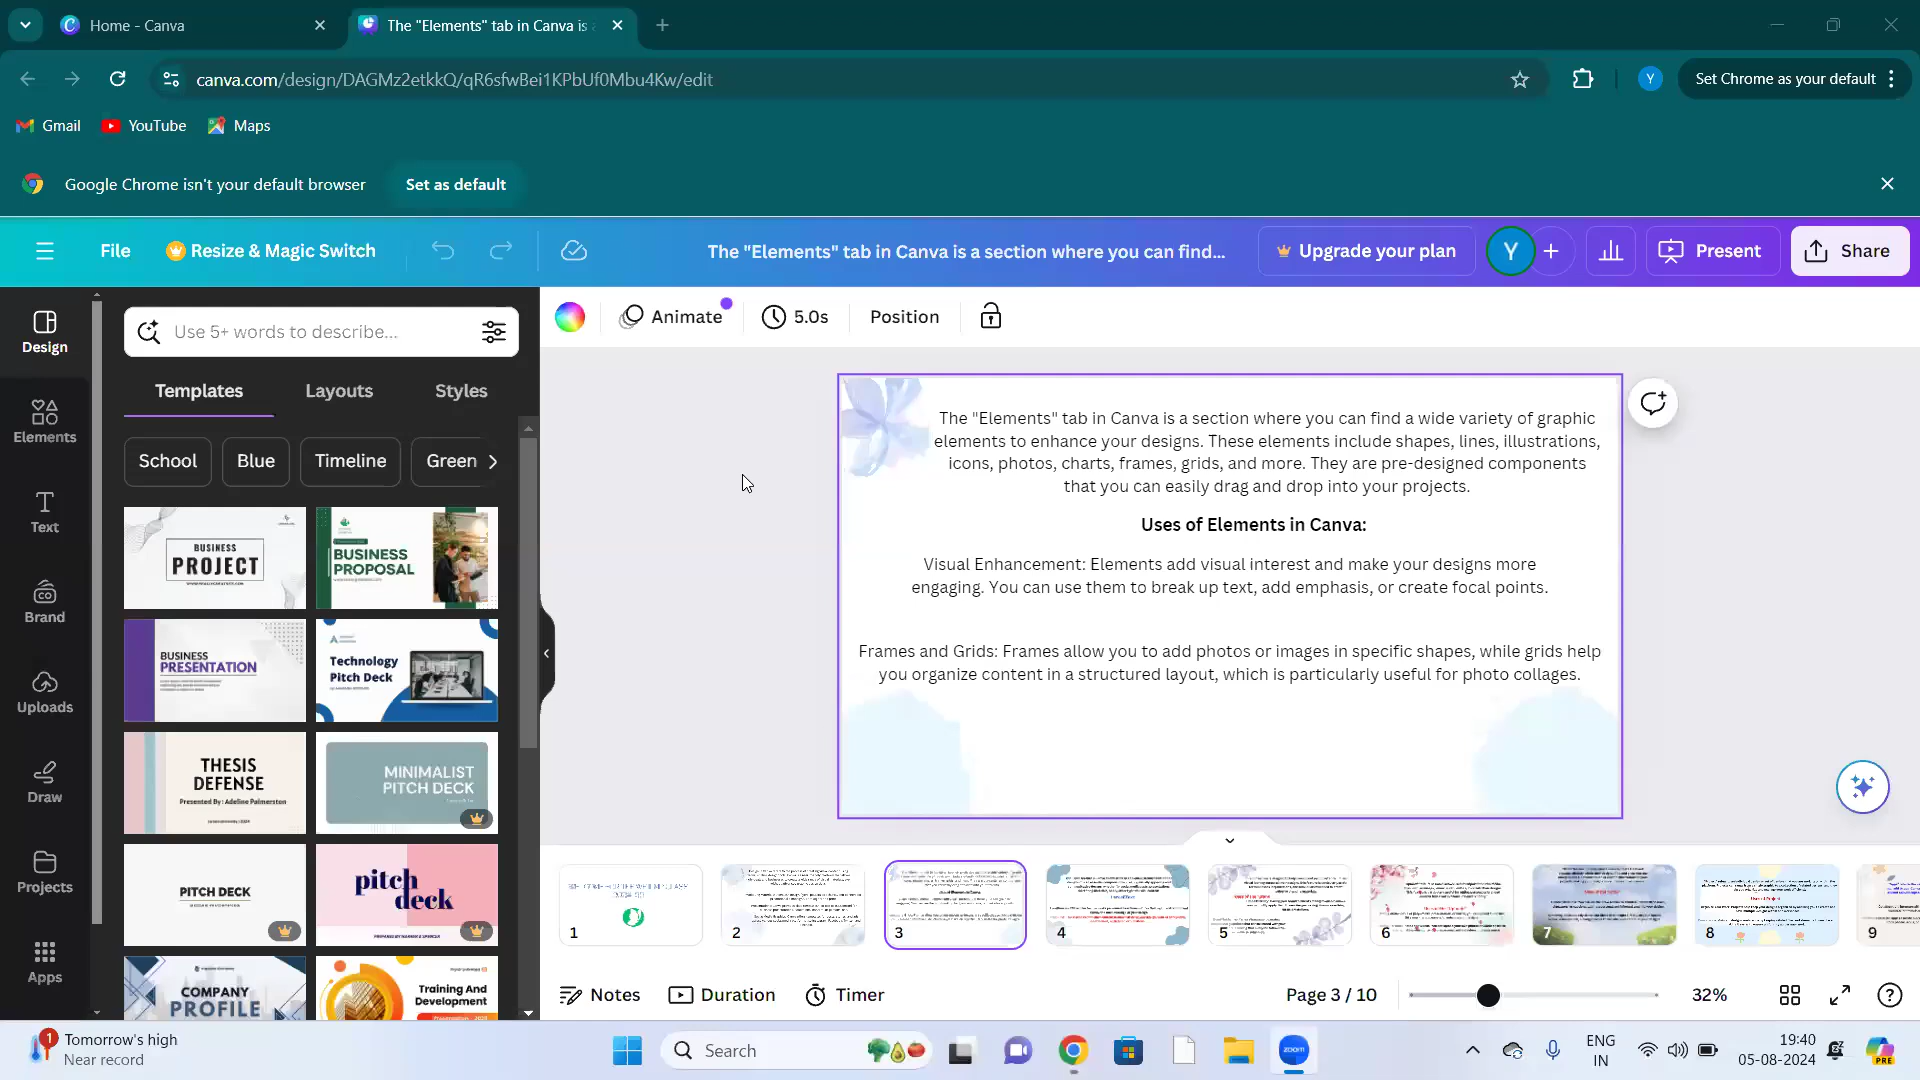 Home - Canva
The "Elements" tab in Canva is
canva.com/design/DAGMz2etkkQ/qR6sfwBei1KPbUf0Mbu4Kw/edit
Y
Set Chrome as your default
Gmail
YouTube
Maps
Google Chrome isn't your default browser
Set as default
File
Resize & Magic Switch
The "Elements" tab in Canva is a section where you can find...
Upgrade your plan
Y
Present
Share
Design
Elements
Text
Brand
Uploads
Draw
Projects
Apps
Use 5+ words to describe...
Templates
Layouts
Styles
School
Blue
Timeline
Green
BUSINESS
PROJECT
BUSINESS
PROPOSAL
BUSINESS
PRESENTATION
Technology
Pitch Deck
THESIS
DEFENSE
Presented By : Adeline Palmerston
MINIMALIST
PITCH DECK
PITCH DECK
pitch
deck
COMPANY
PROFILE
Training And
Development
Animate
5.0s
Position
The "Elements" tab in Canva is a section where you can find a wide variety of graphic
elements to enhance your designs. These elements include shapes, lines, illustrations,
icons, photos, charts, frames, grids, and more. They are pre-designed components
that you can easily drag and drop into your projects.
Uses of Elements in Canva:
Visual Enhancement: Elements add visual interest and make your designs more
engaging. You can use them to break up text, add emphasis, or create focal points.
Frames and Grids: Frames allow you to add photos or images in specific shapes, while grids help
you organize content in a structured layout, which is particularly useful for photo collages.
1
2
3
4
5
6
7
8
9
Notes
Duration
Timer
Page 3 / 10
32%
1
Tomorrow's high
Near record
Search
zoom
ENG
IN
19:40
05-08-2024
PRE